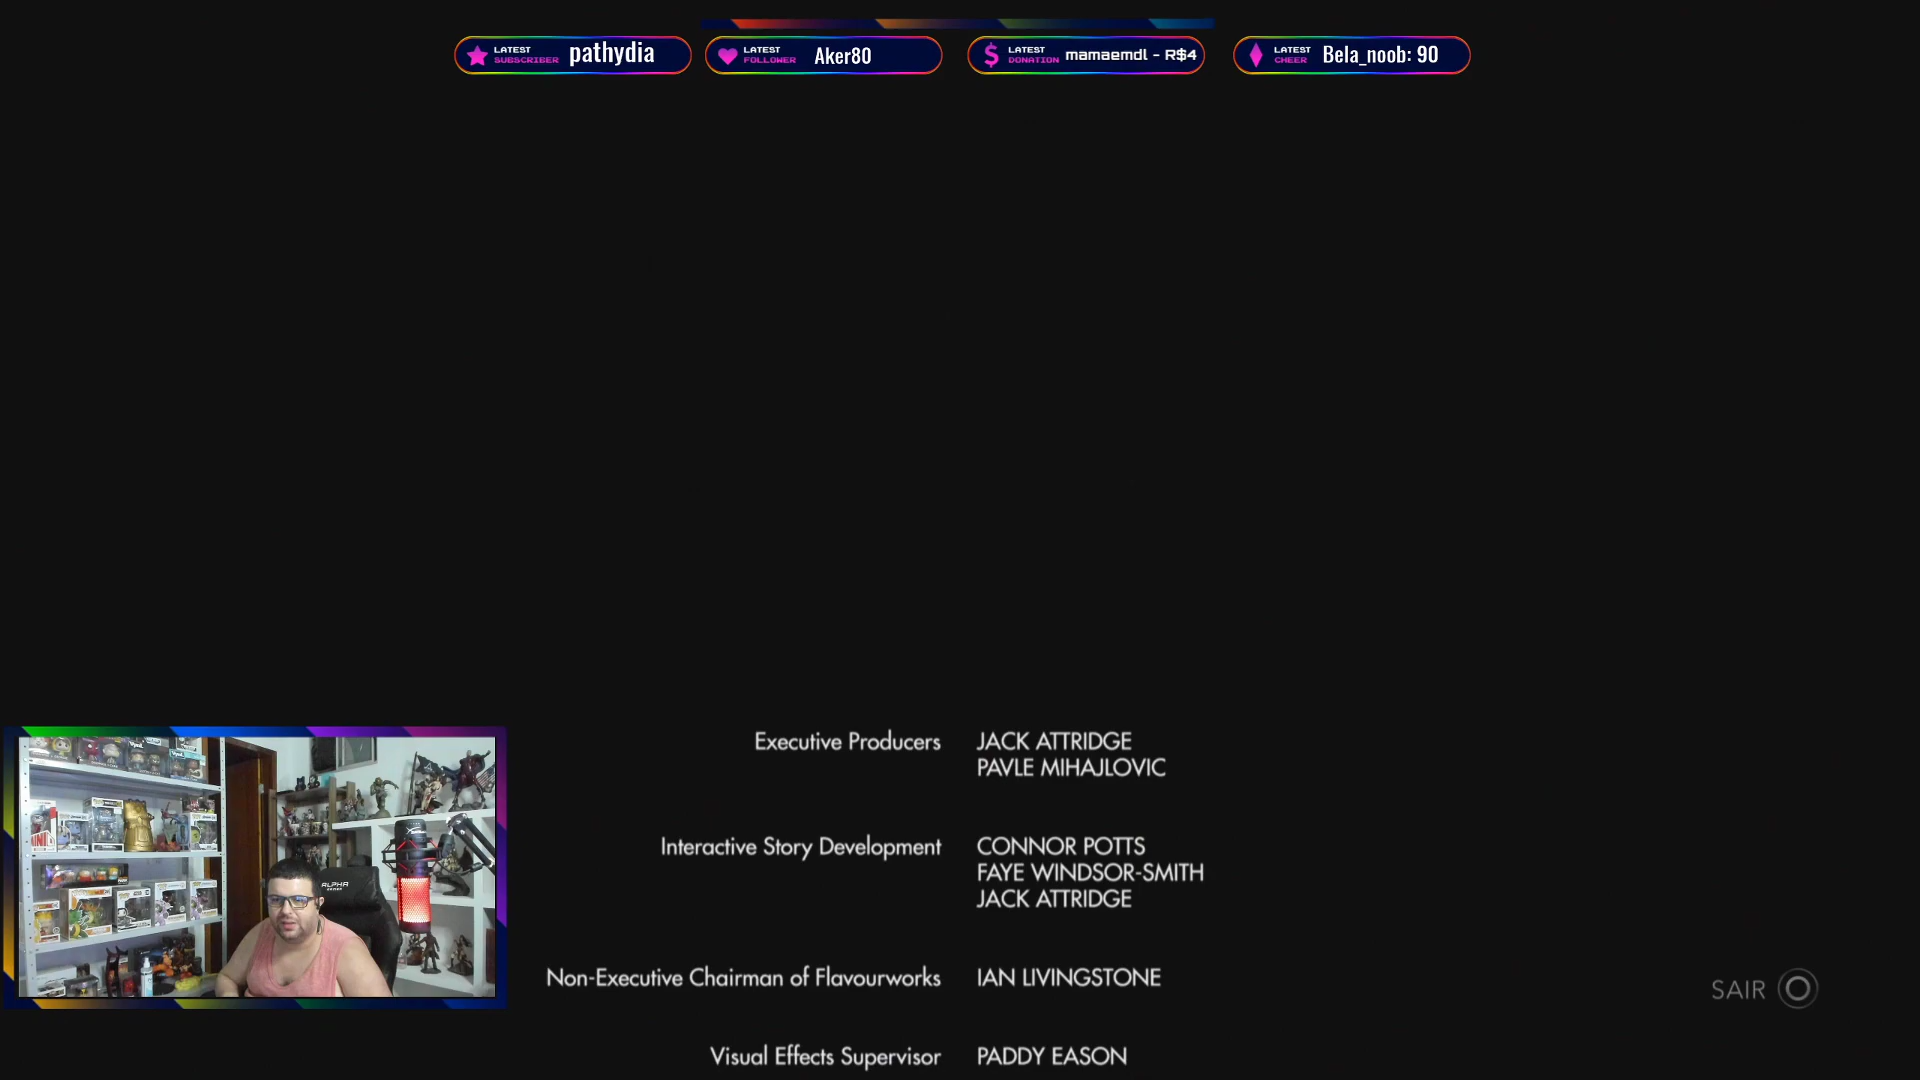 LATEST SUBSCRIBER pathydia
LATEST FOLLOWER Aker80
LATEST DONATION mamaemdl - R$4
LATEST CHEER Bela_noob: 90
Executive Producers JACK ATTRIDGE
PAVLE MIHAJLOVIC
Interactive Story Development CONNOR POTTS
FAYE WINDSOR-SMITH
JACK ATTRIDGE
Non-Executive Chairman of Flavourworks IAN LIVINGSTONE
Visual Effects Supervisor PADDY EASON
SAIR
ALPHA